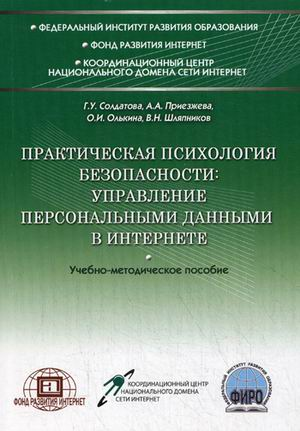 • ФЕДЕРАЛЬНЫЙ ИНСТИТУТ РАЗВИТИЯ ОБРАЗОВАНИЯ
• ФОНД РАЗВИТИЯ ИНТЕРНЕТ
• КООРДИНАЦИОННЫЙ ЦЕНТР
НАЦИОНАЛЬНОГО ДОМЕНА СЕТИ ИНТЕРНЕТ
Г.У. Солдатова, А.А. Приезжева,
О.И. Олькина, В.Н. Шляпников
ПРАКТИЧЕСКАЯ ПСИХОЛОГИЯ
БЕЗОПАСНОСТИ:
УПРАВЛЕНИЕ
ПЕРСОНАЛЬНЫМИ ДАННЫМИ
В ИНТЕРНЕТЕ
•
Учебно-методическое пособие
ФОНД РАЗВИТИЯ ИНТЕРНЕТ
КООРДИНАЦИОННЫЙ ЦЕНТР
НАЦИОНАЛЬНОГО ДОМЕНА
СЕТИ ИНТЕРНЕТ
ФЕДЕРАЛЬНЫЙ ИНСТИТУТ РАЗВИТИЯ ОБРАЗОВАНИЯ
ФИРО